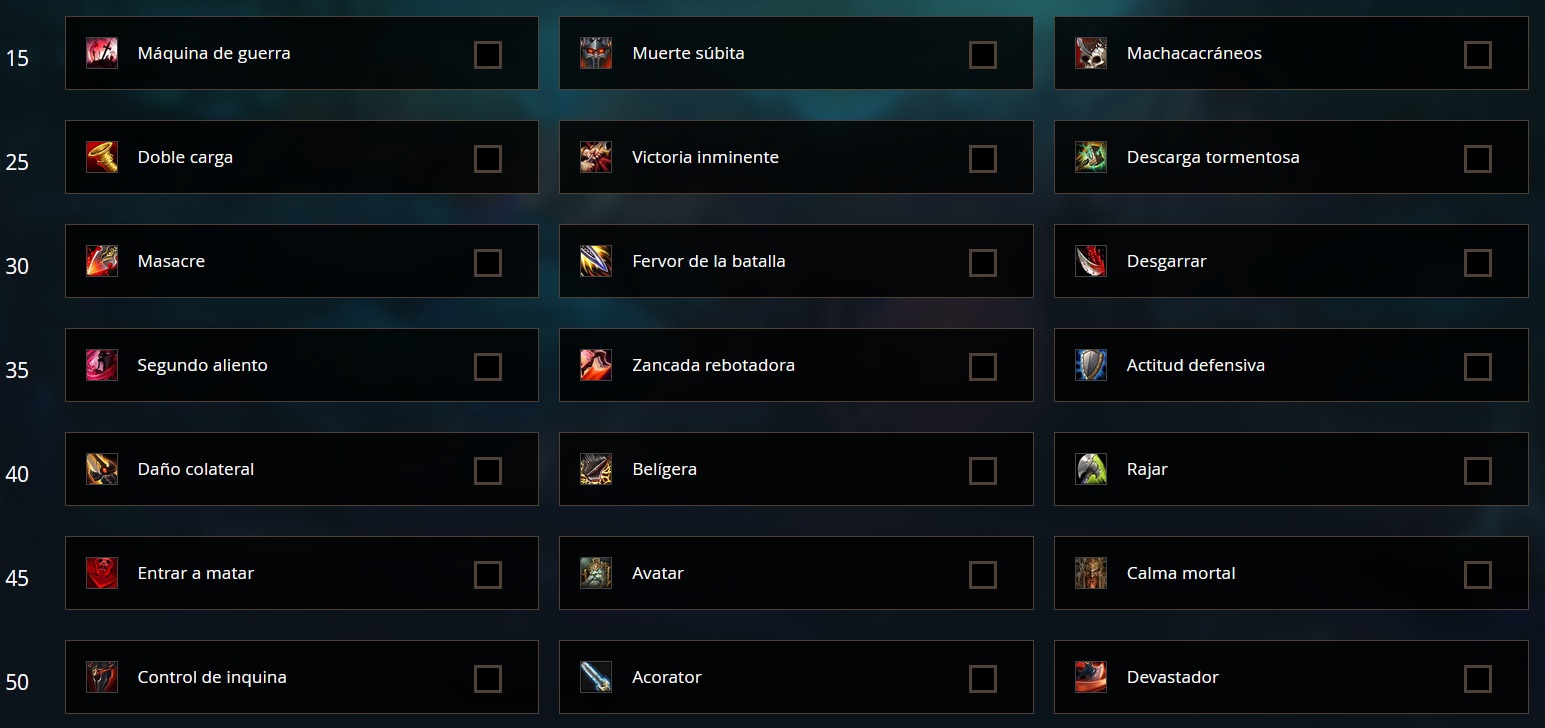 15 Máquina de guerra Muerte súbita Machacacráneos
25 Doble carga Victoria inminente Descarga tormentosa
30 Masacre Fervor de la batalla Desgarrar
35 Segundo aliento Zancada rebotadora Actitud defensiva
40 Daño colateral Belígera Rajar
45 Entrar a matar Avatar Calma mortal
50 Control de inquina Acorator Devastador